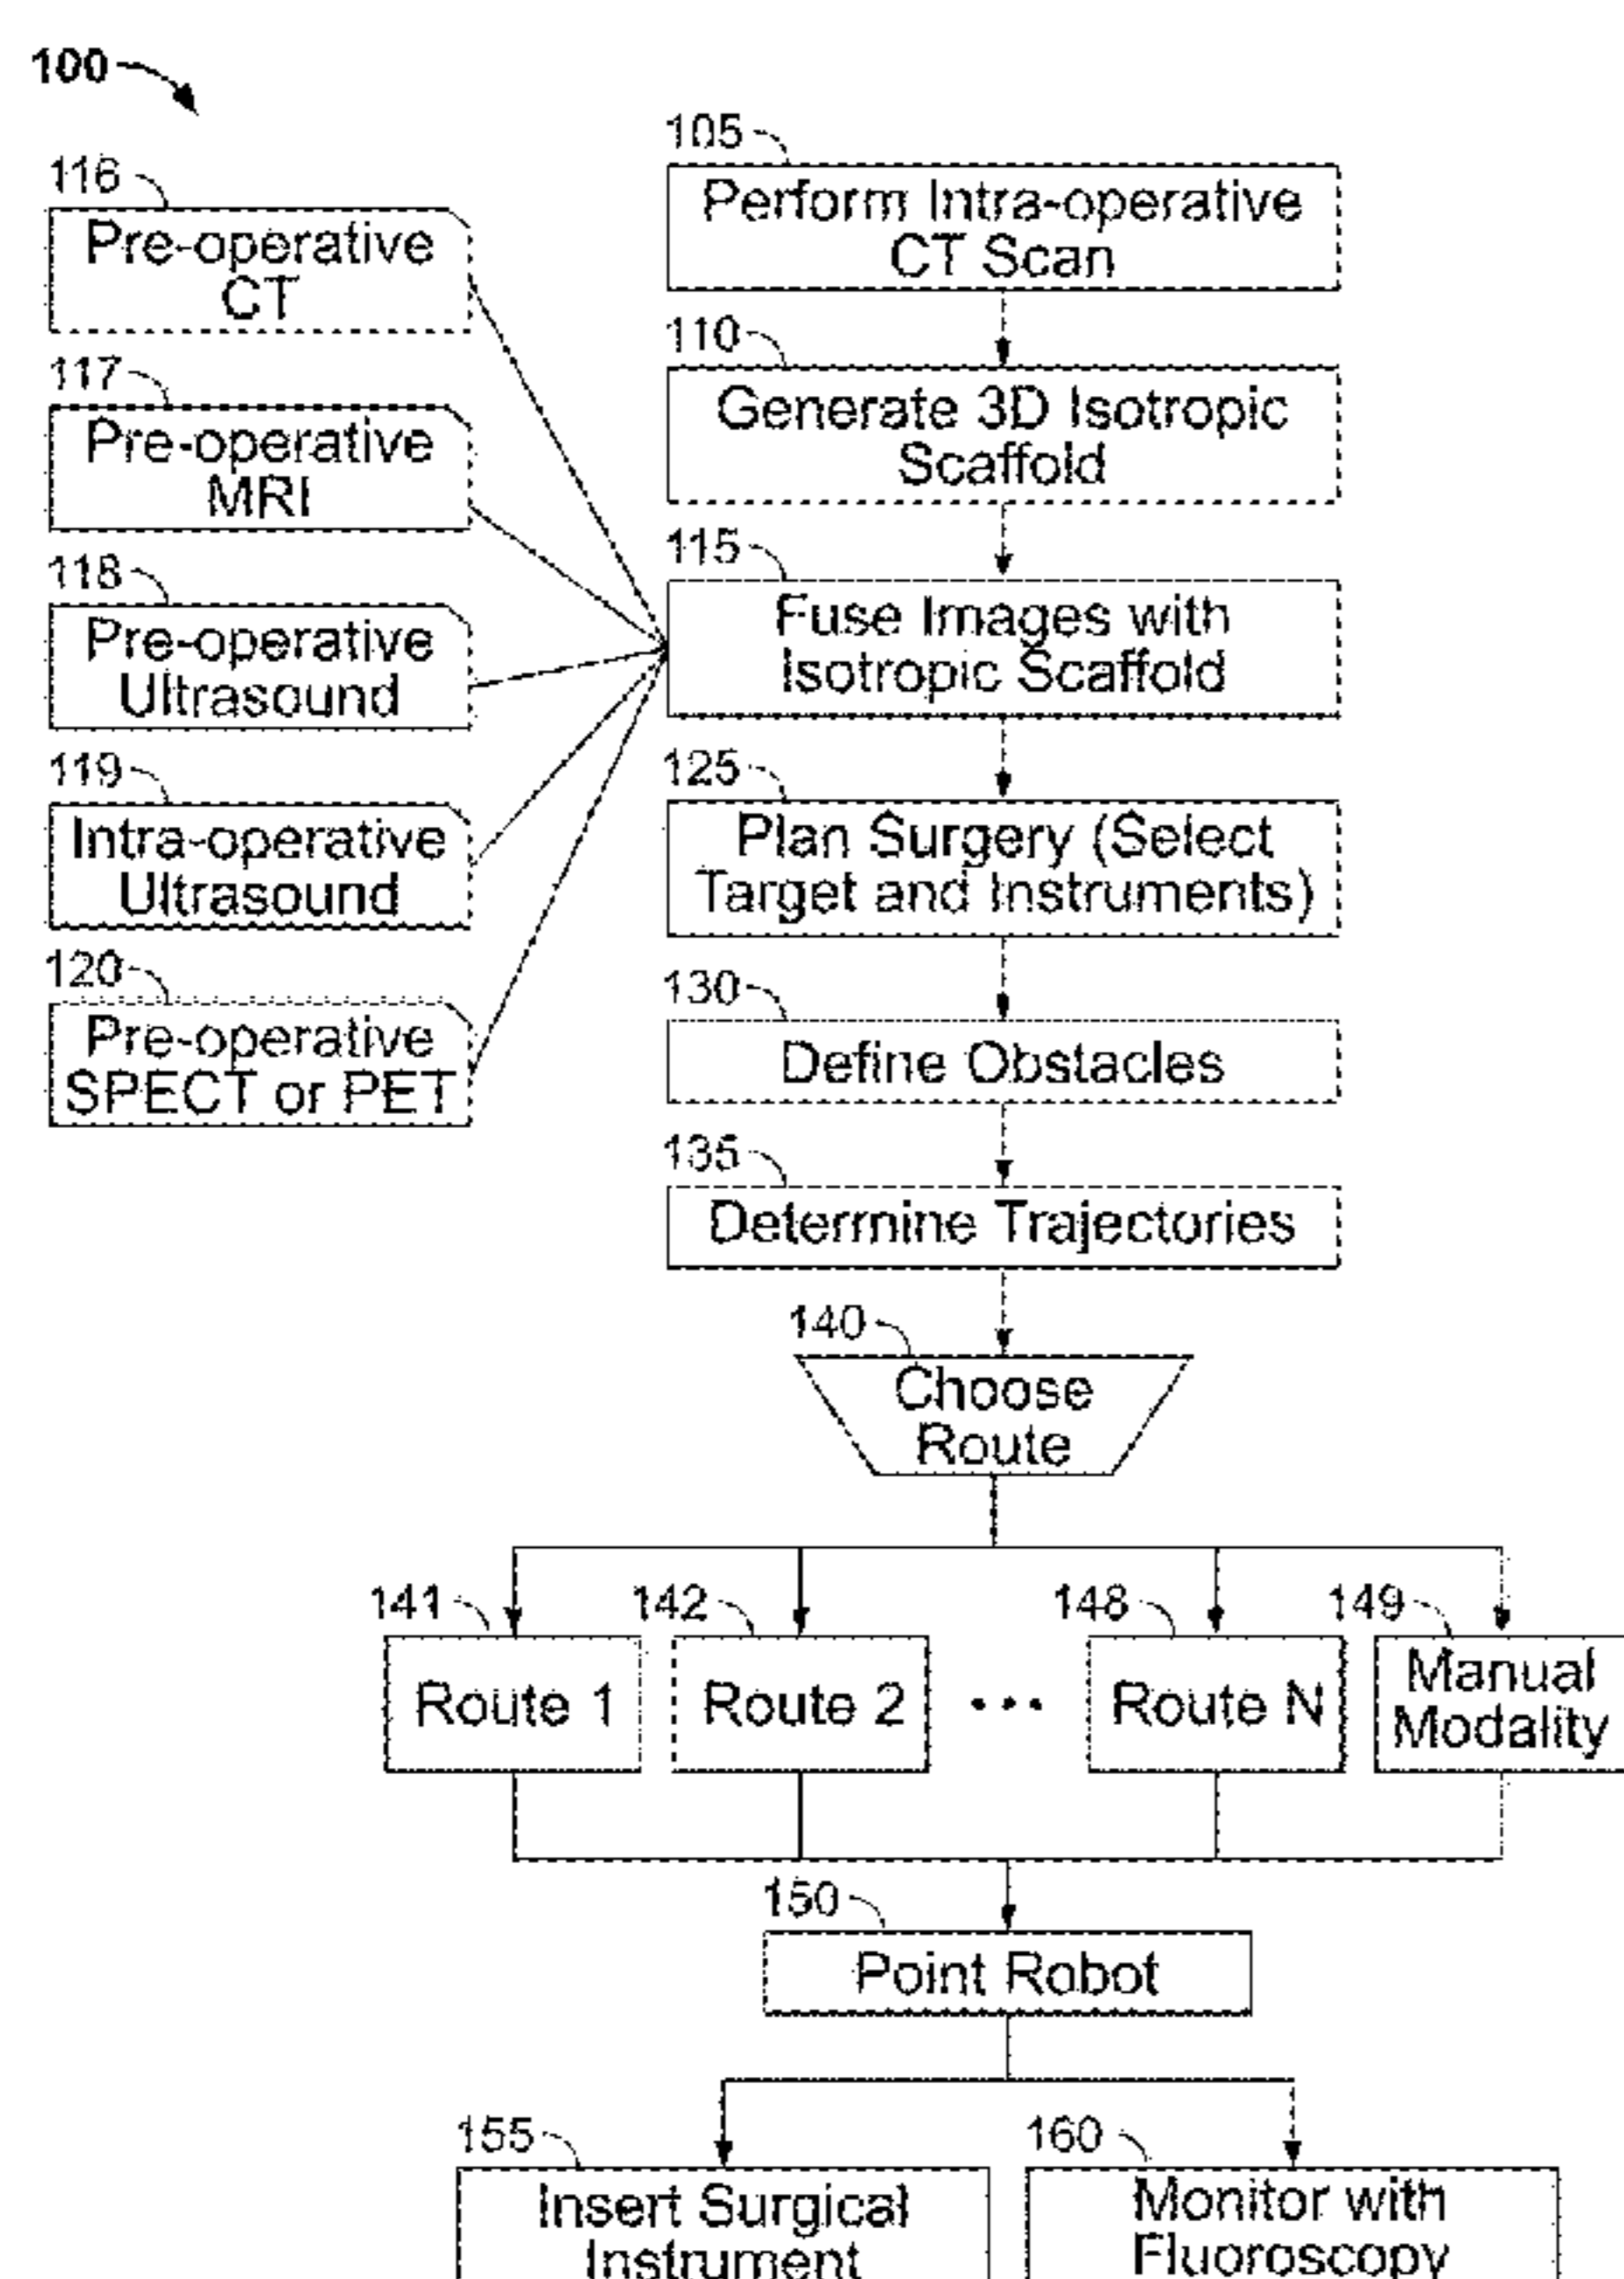 100
105
Perform Intra-operative
CT Scan
116
Pre-operative
CT
110
Generate 3D Isotropic
Scaffold
117
Pre-operative
MRI
115
Fuse Images with
Isotropic Scaffold
118
Pre-operative
Ultrasound
119
Intra-operative
Ultrasound
125
Plan Surgery (Select
Target and Instruments)
120
Pre-operative
SPECT or PET
130
Define Obstacles
135
Determine Trajectories
140
Choose
Route
141
Route 1
142
Route 2
• • •
148
Route N
149
Manual
Modality
150
Point Robot
155
Insert Surgical
Instrument
160
Monitor with
Fluoroscopy